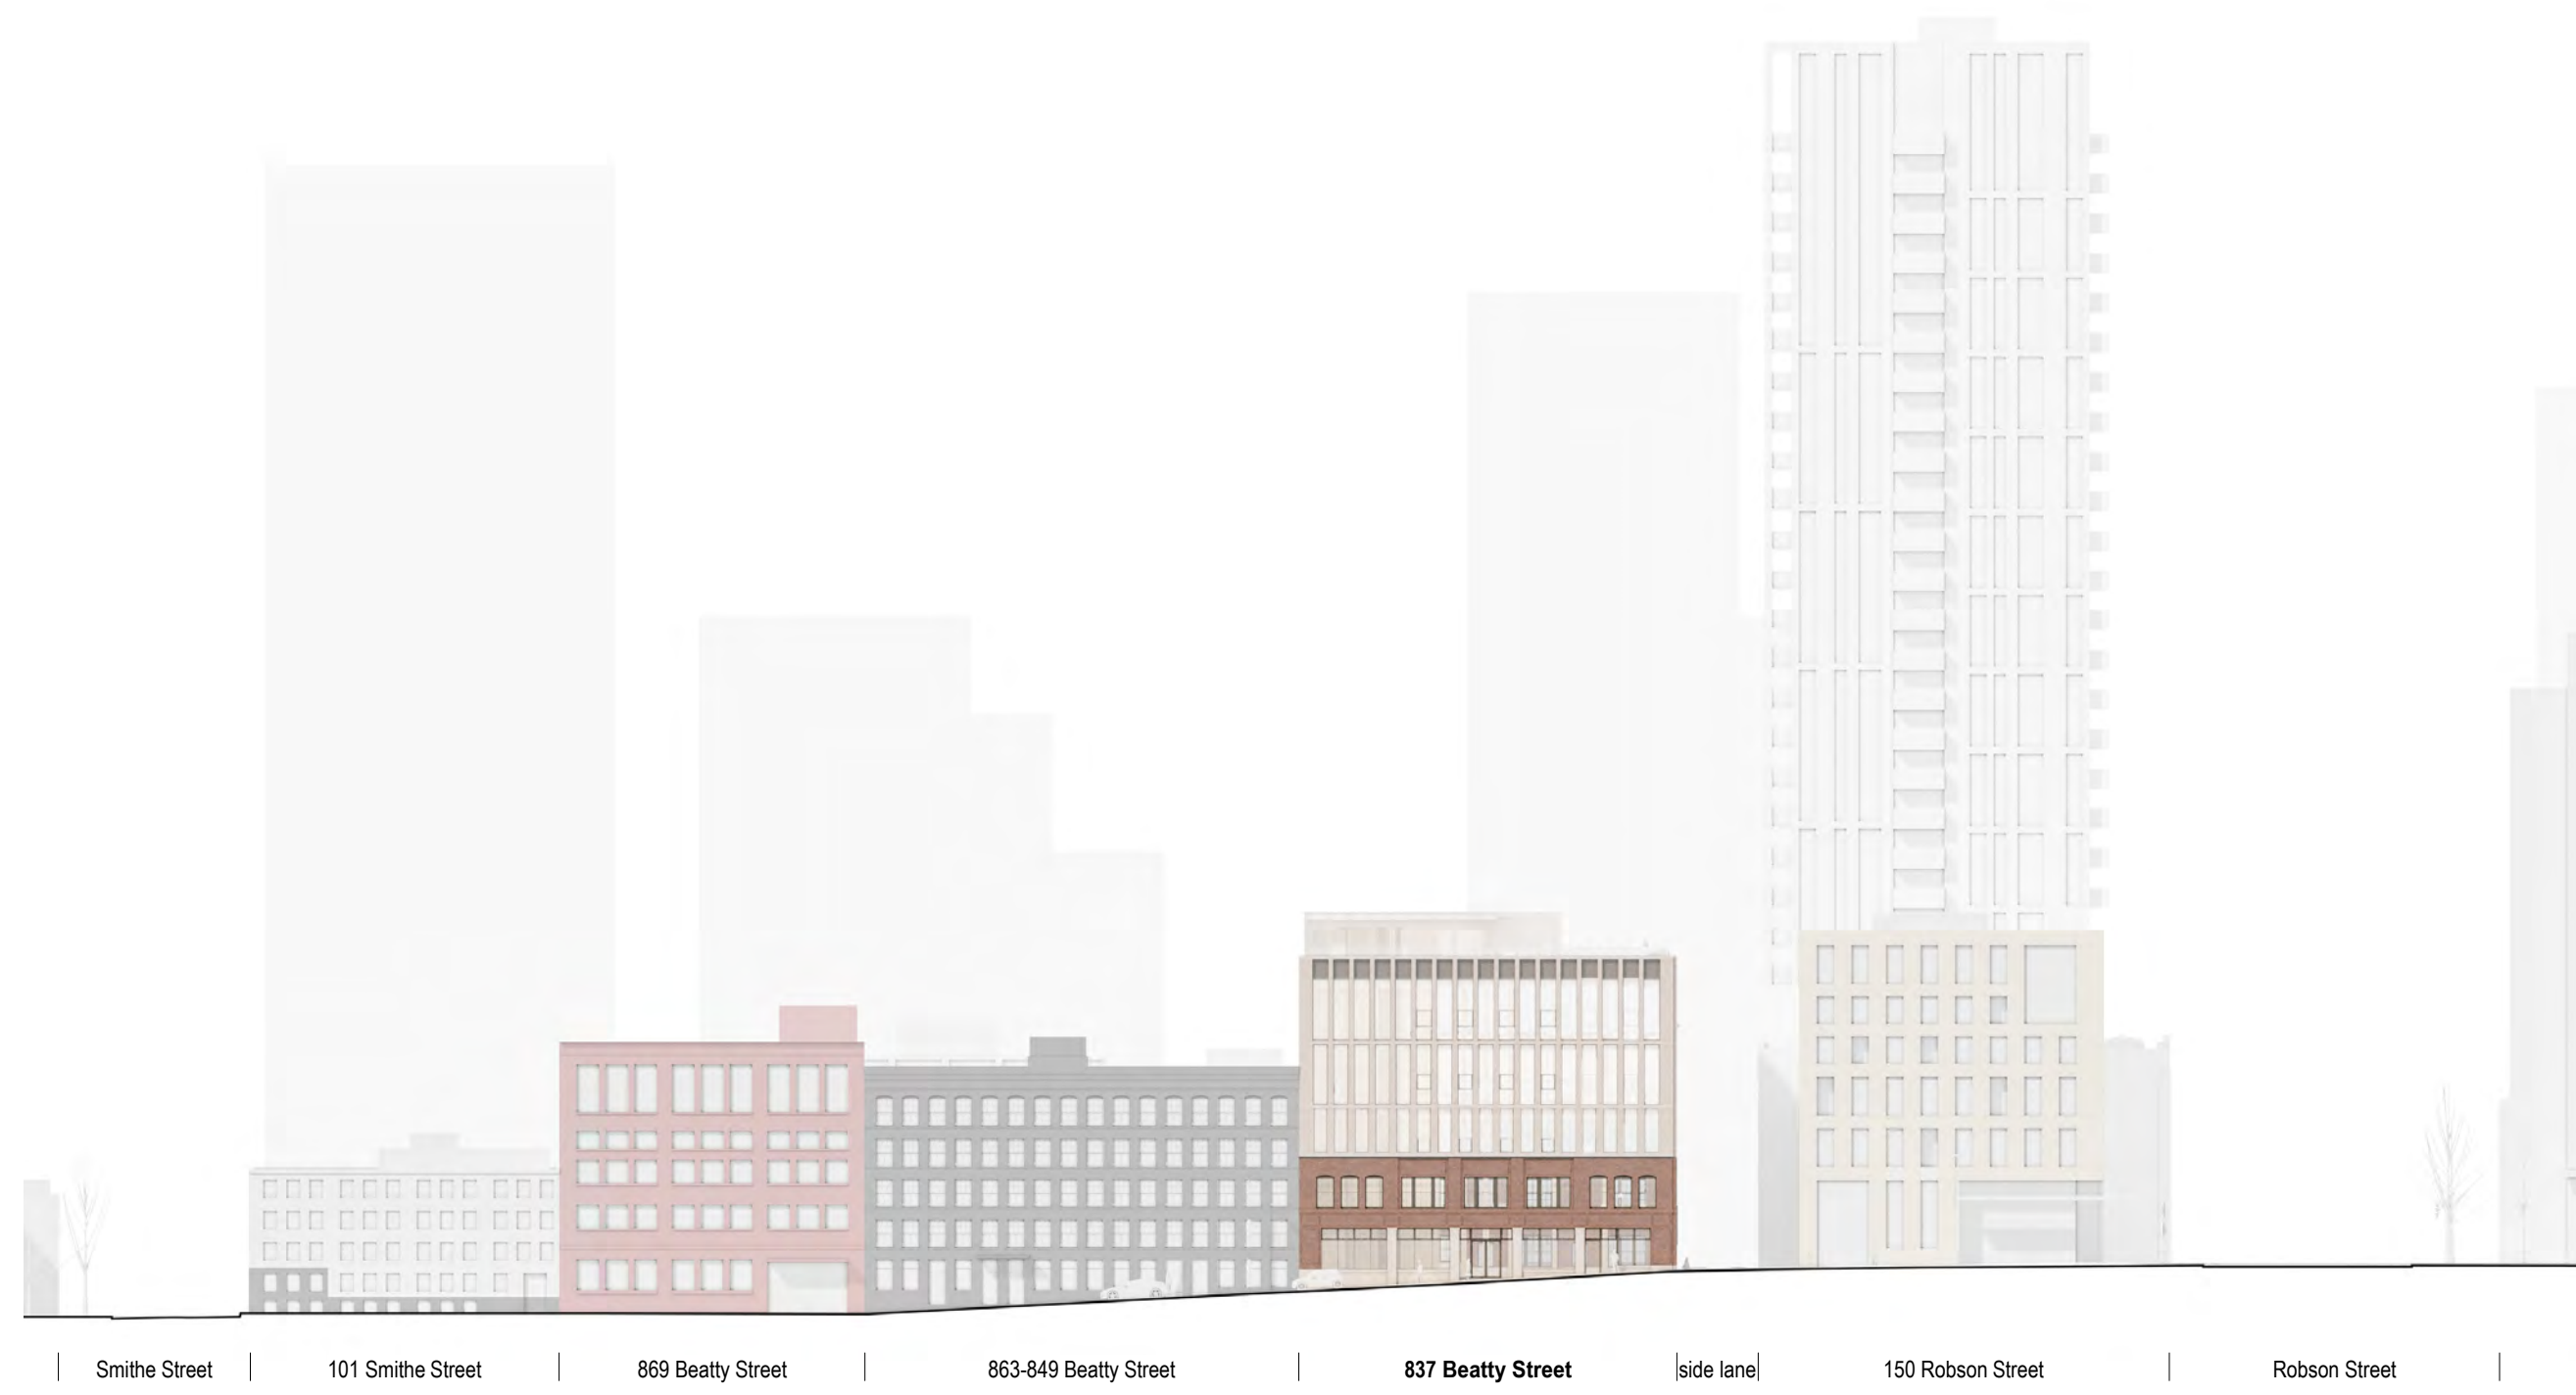 Smithe Street
101 Smithe Street
869 Beatty Street
863-849 Beatty Street
837 Beatty Street
side lane
150 Robson Street
Robson Street